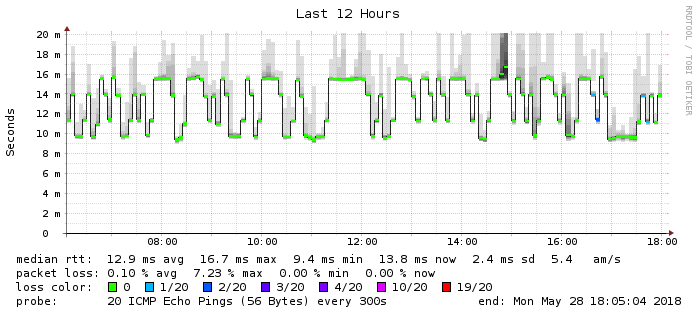 Last 12 Hours
RRDTOOL / TOBI OETIKER
Seconds
20 m
18 m
16 m
14 m
12 m
10 m
8 m
6 m
4 m
2 m
0
08:00 10:00 12:00 14:00 16:00 18:00
median rtt: 12.9 ms avg 16.7 ms max 9.4 ms min 13.8 ms now 2.4 ms sd 5.4 am/s
packet loss: 0.10 % avg 7.23 % max 0.00 % min 0.00 % now
loss color: 0 1/20 2/20 3/20 4/20 10/20 19/20
probe: 20 ICMP Echo Pings (56 Bytes) every 300s end: Mon May 28 18:05:04 2018